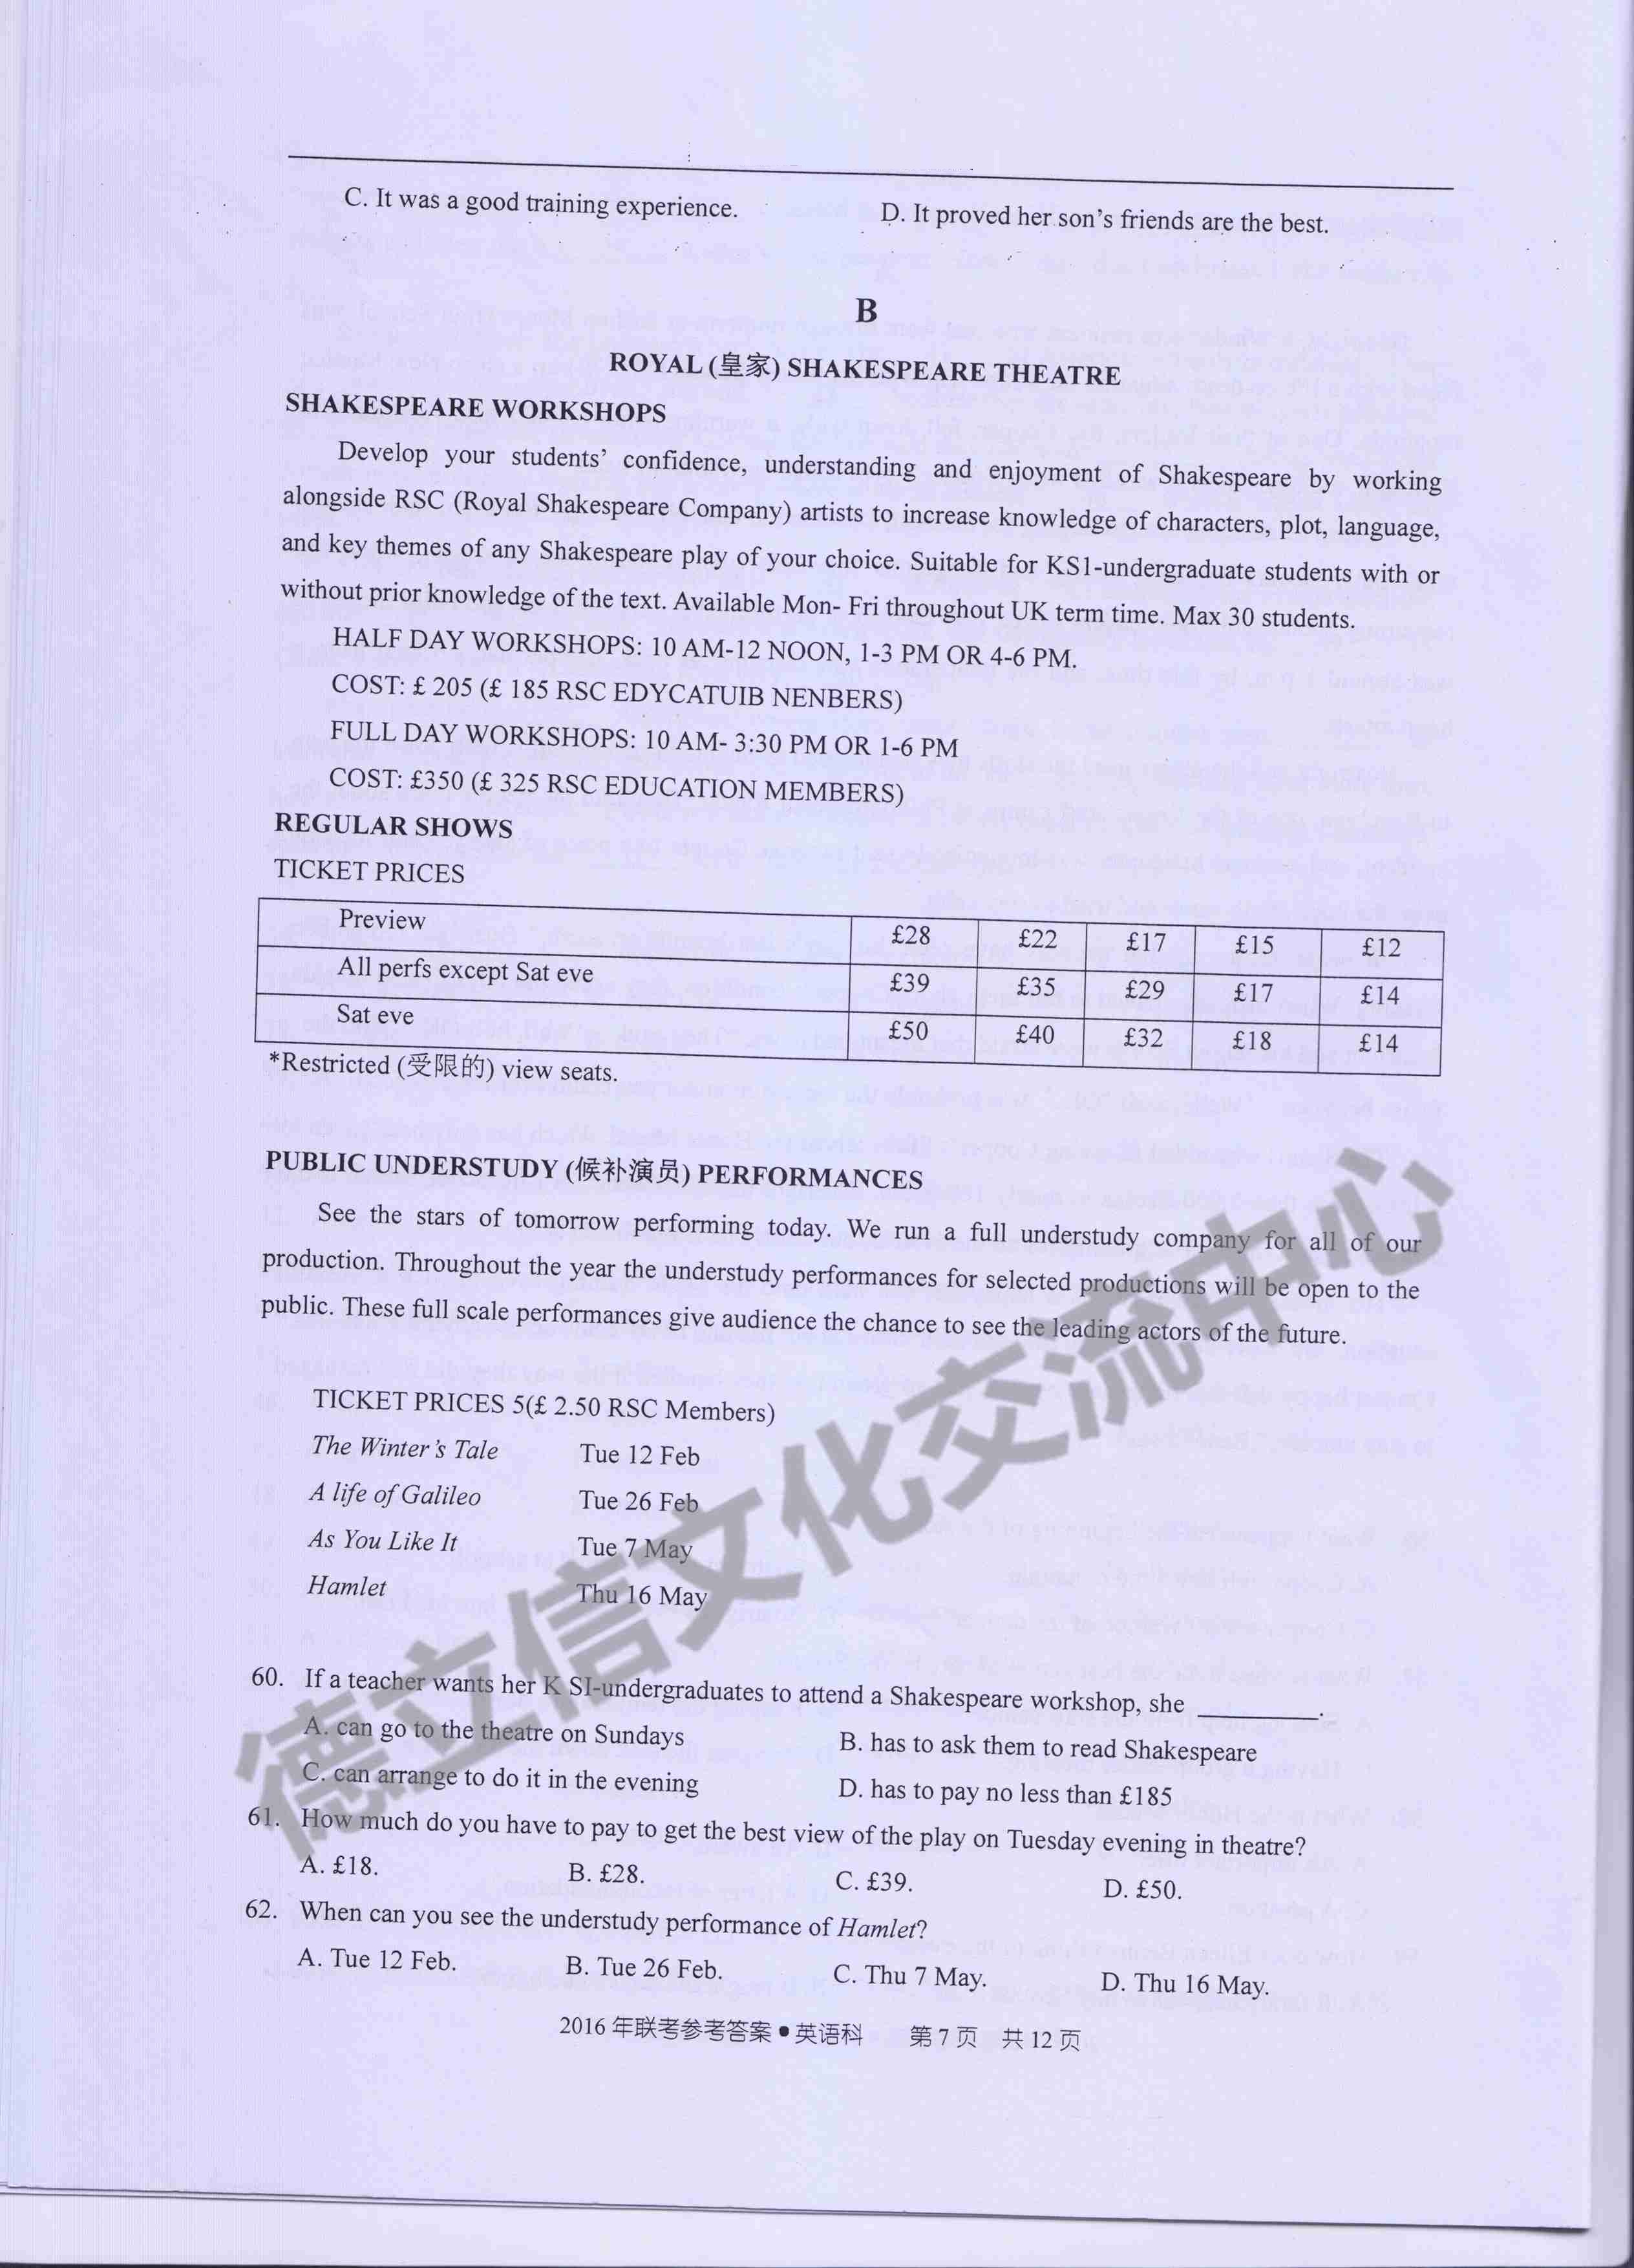 C. It was a good training experience. D. It proved her son's friends are the best.
B
ROYAL (皇家) SHAKESPEARE THEATRE
SHAKESPEARE WORKSHOPS
Develop your students' confidence, understanding and enjoyment of Shakespeare by working
alongside RSC (Royal Shakespeare Company) artists to increase knowledge of characters, plot, language,
and key themes of any Shakespeare play of your choice. Suitable for KS1-undergraduate students with or
without prior knowledge of the text. Available Mon- Fri throughout UK term time. Max 30 students.
HALF DAY WORKSHOPS: 10 AM-12 NOON, 1-3 PM OR 4-6 PM.
COST: £ 205 (£ 185 RSC EDYCATUIB NENBERS)
FULL DAY WORKSHOPS: 10 AM- 3:30 PM OR 1-6 PM
COST: £350 (£ 325 RSC EDUCATION MEMBERS)
REGULAR SHOWS
TICKET PRICES
Preview £28 £22 £17 £15 £12
All perfs except Sat eve £39 £35 £29 £17 £14
Sat eve £50 £40 £32 £18 £14
*Restricted (受限的) view seats.
PUBLIC UNDERSTUDY (候补演员) PERFORMANCES
See the stars of tomorrow performing today. We run a full understudy company for all of our
production. Throughout the year the understudy performances for selected productions will be open to the
public. These full scale performances give audience the chance to see the leading actors of the future.
TICKET PRICES 5(£ 2.50 RSC Members)
The Winter's Tale Tue 12 Feb
A life of Galileo Tue 26 Feb
As You Like It Tue 7 May
Hamlet Thu 16 May
60. If a teacher wants her K SI-undergraduates to attend a Shakespeare workshop, she ________.
A. can go to the theatre on Sundays B. has to ask them to read Shakespeare
C. can arrange to do it in the evening D. has to pay no less than £185
61. How much do you have to pay to get the best view of the play on Tuesday evening in theatre?
A. £18. B. £28. C. £39. D. £50.
62. When can you see the understudy performance of Hamlet?
A. Tue 12 Feb. B. Tue 26 Feb. C. Thu 7 May. D. Thu 16 May.
2016 年联考参考答案●英语科 第 7 页 共 12 页
德立信文化交流中心